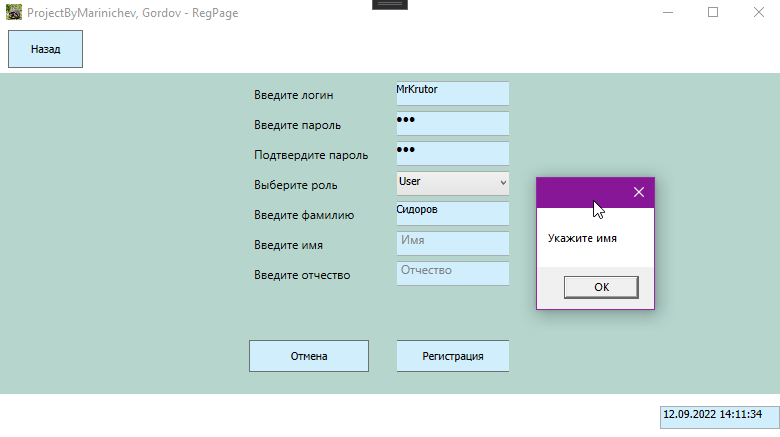 ProjectByMarinichev, Gordov - RegPage
Назад
Введите логин
MrKrutor
Введите пароль
●●●
Подтвердите пароль
●●●
Выберите роль
User
Введите фамилию
Сидоров
Введите имя
Имя
Введите отчество
Отчество
Укажите имя
OK
Отмена
Регистрация
12.09.2022 14:11:34